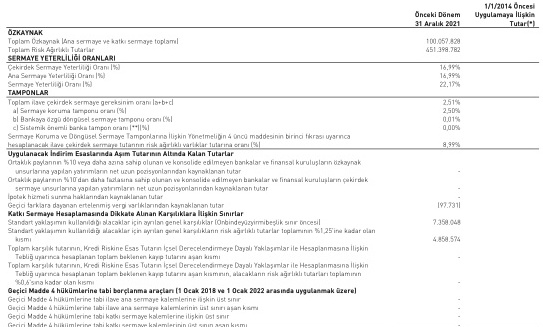 Önceki Dönem 1/1/2014 Öncesi Uygulamaya İlişkin
31 Aralık 2021 Tutar(*)
ÖZKAYNAK
Toplam Özkaynak (Ana sermaye ve katkı sermaye toplamı) 100.057.828
Toplam Risk Ağırlıklı Tutarlar 451.398.782
SERMAYE YETERLİLİĞİ ORANLARI
Çekirdek Sermaye Yeterliliği Oranı (%) 16,99%
Ana Sermaye Yeterliliği Oranı (%) 16,99%
Sermaye Yeterliliği Oranı (%) 22,17%
TAMPONLAR
Toplam ilave çekirdek sermaye gereksinim oranı (a+b+c) 2,51%
a) Sermaye koruma tamponu oranı (%) 2,50%
b) Bankaya özgü döngüsel sermaye tamponu oranı (%) 0,01%
c) Sistemik önemli banka tampon oranı (**)(%) 0,00%
Sermaye Koruma ve Döngüsel Sermaye Tamponlarına İlişkin Yönetmeliğin 4 üncü maddesinin birinci fıkrası uyarınca
hesaplanacak ilave çekirdek sermaye tutarının risk ağırlıklı varlıklar tutarına oranı (%) 8,99%
Uygulanacak İndirim Esaslarında Aşım Tutarının Altında Kalan Tutarlar
Ortaklık paylarının %10 veya daha azına sahip olunan ve konsolide edilmeyen bankalar ve finansal kuruluşların özkaynak
unsurlarına yapılan yatırımların net uzun pozisyonlarından kaynaklanan tutar -
Ortaklık paylarının %10'dan daha fazlasına sahip olunan ve konsolide edilmeyen bankalar ve finansal kuruluşların çekirdek
sermaye unsurlarına yapılan yatırımların net uzun pozisyonlarından kaynaklanan tutar -
İpotek hizmeti sunma haklarından kaynaklanan tutar -
Geçici farklara dayanan ertelenmiş vergi varlıklarından kaynaklanan tutar (97.731)
Katkı Sermaye Hesaplamasında Dikkate Alınan Karşılıklara İlişkin Sınırlar
Standart yaklaşımın kullanıldığı alacaklar için ayrılan genel karşılıklar (Onbindeyüzyirmibeşlik sınır öncesi) 7.358.048
Standart yaklaşımın kullanıldığı alacaklar için ayrılan genel karşılıkların risk ağırlıklı tutarlar toplamının %1,25'ine kadar olan
kısmı 4.858.574
Toplam karşılık tutarının, Kredi Riskine Esas Tutarın İçsel Derecelendirmeye Dayalı Yaklaşımlar ile Hesaplanmasına İlişkin
Tebliğ uyarınca hesaplanan toplam beklenen kayıp tutarını aşan kısmı -
Toplam karşılık tutarının, Kredi Riskine Esas Tutarın İçsel Derecelendirmeye Dayalı Yaklaşımlar ile Hesaplanmasına İlişkin
Tebliğ uyarınca hesaplanan toplam beklenen kayıp tutarını aşan kısmının, alacakların risk ağırlıklı tutarları toplamının
%0,6'sına kadar olan kısmı -
Geçici Madde 4 hükümlerine tabi borçlanma araçları (1 Ocak 2018 ve 1 Ocak 2022 arasında uygulanmak üzere)
Geçici Madde 4 hükümlerine tabi ilave ana sermaye kalemlerine ilişkin üst sınır -
Geçici Madde 4 hükümlerine tabi ilave ana sermaye kalemlerinin üst sınırı aşan kısmı -
Geçici Madde 4 hükümlerine tabi katkı sermaye kalemlerine ilişkin üst sınır -
Geçici Madde 4 hükümlerine tabi katkı sermaye kalemlerinin üst sınırı aşan kısmı -